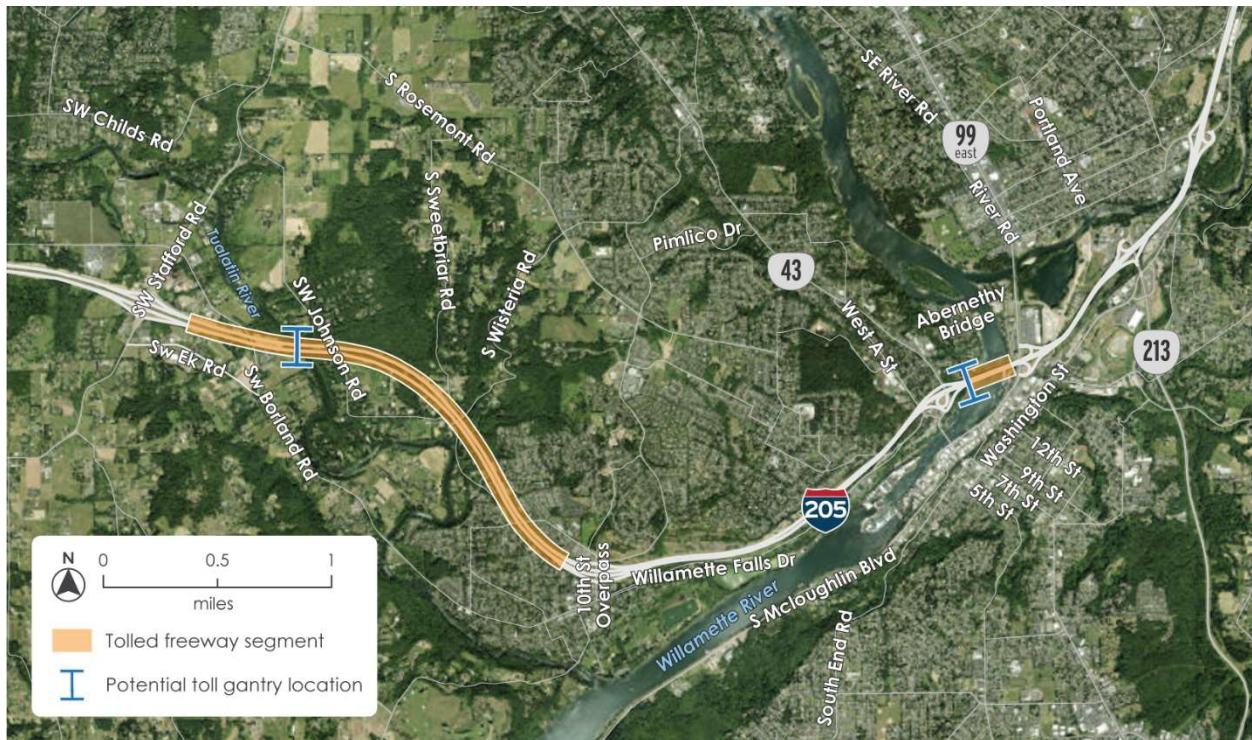 SW Childs Rd
S Rosemont Rd
SE River Rd
Portland Ave
99
east
River Rd
SW Stafford Rd
Tualatin River
S Sweetbriar Rd
Pimlico Dr
43
SW Johnson Rd
S Wisteria Rd
West A St
Abernethy
Bridge
213
Sw Ek Rd
Sw Borland Rd
Washington St
12th St
9th St
7th St
5th St
205
10th St
Overpass
Willamette Falls Dr
Willamette River
S Mcloughlin Blvd
South End Rd
N
0 0.5 1
miles
Tolled freeway segment
Potential toll gantry location